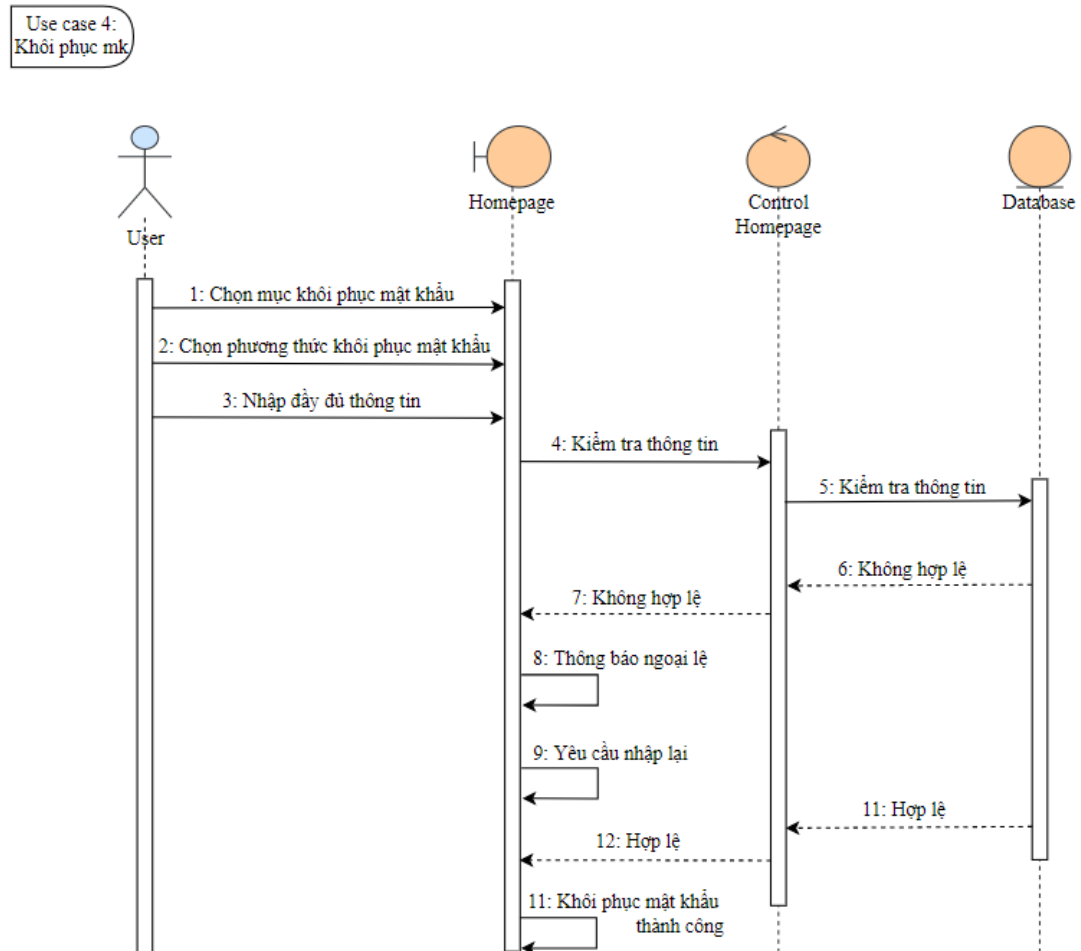 Use case 4:
Khôi phục mk
User
Homepage
Control
Homepage
Database
1: Chọn mục khôi phục mật khẩu
2: Chọn phương thức khôi phục mật khẩu
3: Nhập đầy đủ thông tin
4: Kiểm tra thông tin
5: Kiểm tra thông tin
6: Không hợp lệ
7: Không hợp lệ
8: Thông báo ngoại lệ
9: Yêu cầu nhập lại
11: Hợp lệ
12: Hợp lệ
11: Khôi phục mật khẩu
thành công